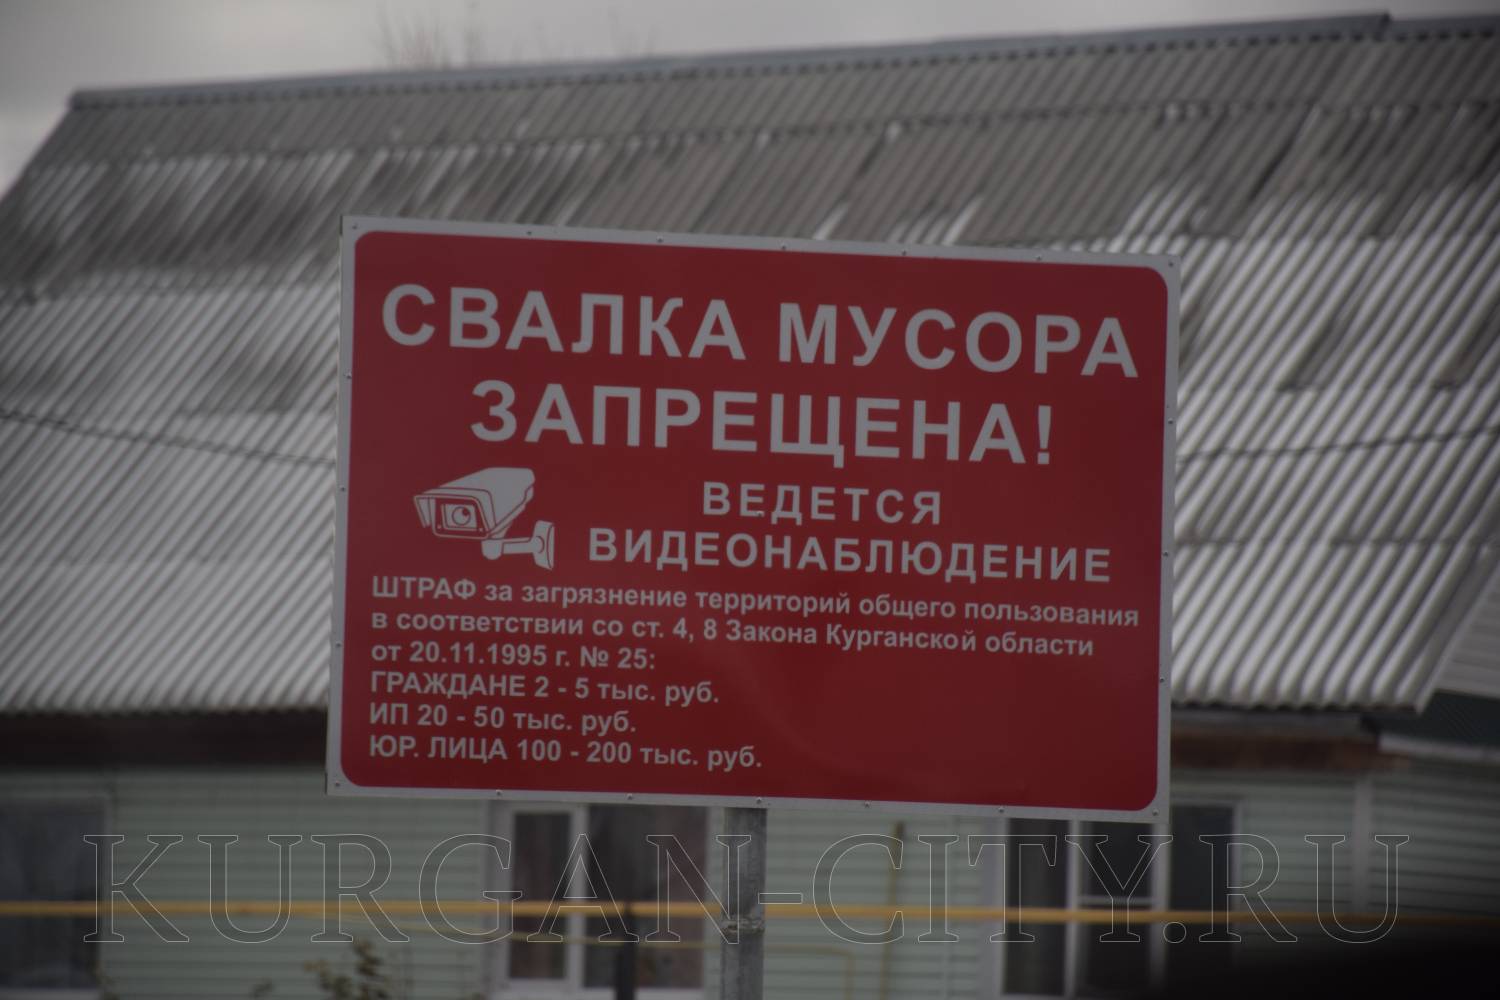 СВАЛКА МУСОРА
ЗАПРЕЩЕНА!
ВЕДЕТСЯ
ВИДЕОНАБЛЮДЕНИЕ
ШТРАФ за загрязнение территорий общего пользования
в соответствии со ст. 4, 8 Закона Курганской области
от 20.11.1995 г. № 25:
ГРАЖДАНЕ 2 - 5 тыс. руб.
ИП 20 - 50 тыс. руб.
ЮР. ЛИЦА 100 - 200 тыс. руб.
KURGAN-CITY.RU